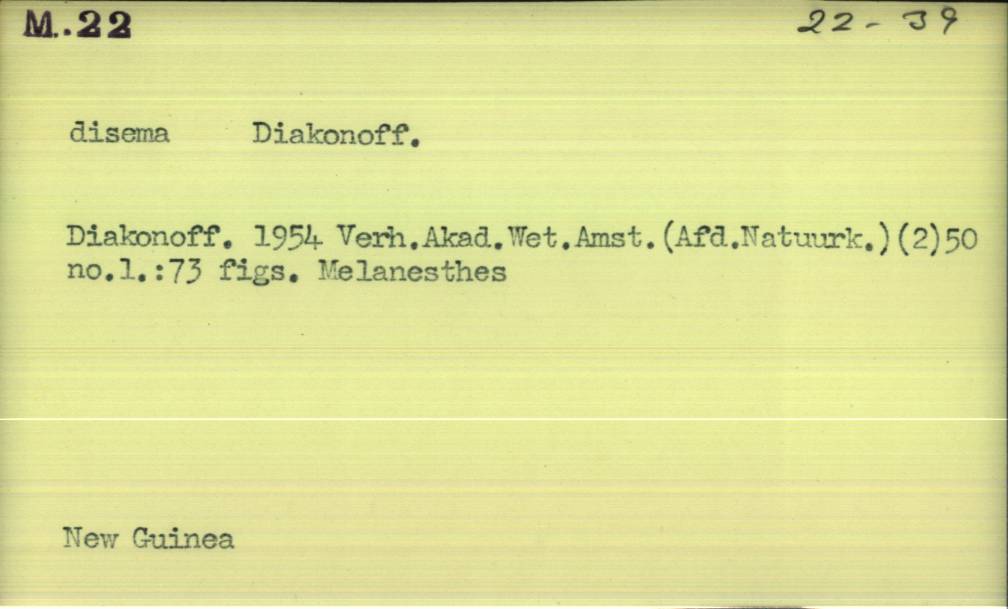 M.22 22-39
disema Diakonoff.
Diakonoff. 1954 Verh.Akad.Wet.Amst.(Afd.Natuurk.)(2)50
no.1.:73 figs. Melanesthes
New Guinea